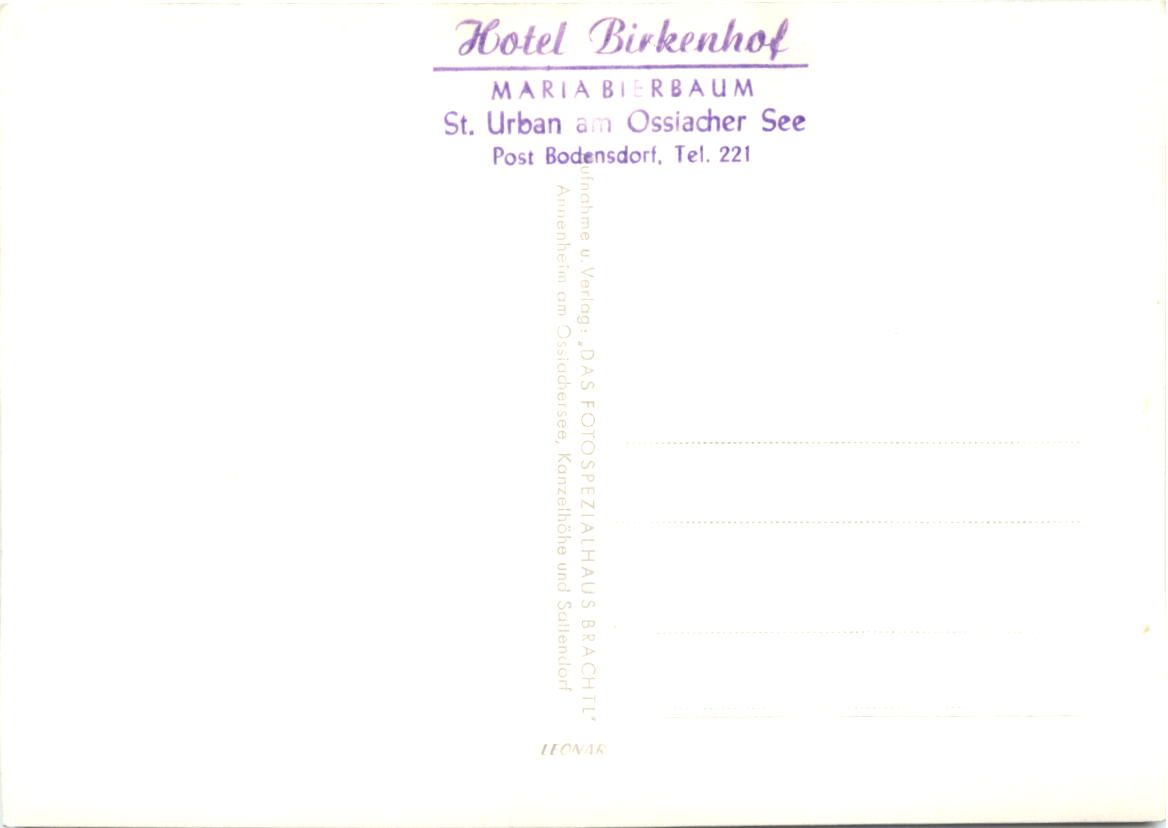 Hotel Birkenhof
MARIA BIERBAUM
St. Urban am Ossiacher See
Post Bodensdorf, Tel. 221
ufnahme u. Verlag: „DAS FOTOSPEZIALHAUS BRACHTL"
Annenheim am Ossiachersee, Kanzelhöhe und Sattendorf
LEONAR